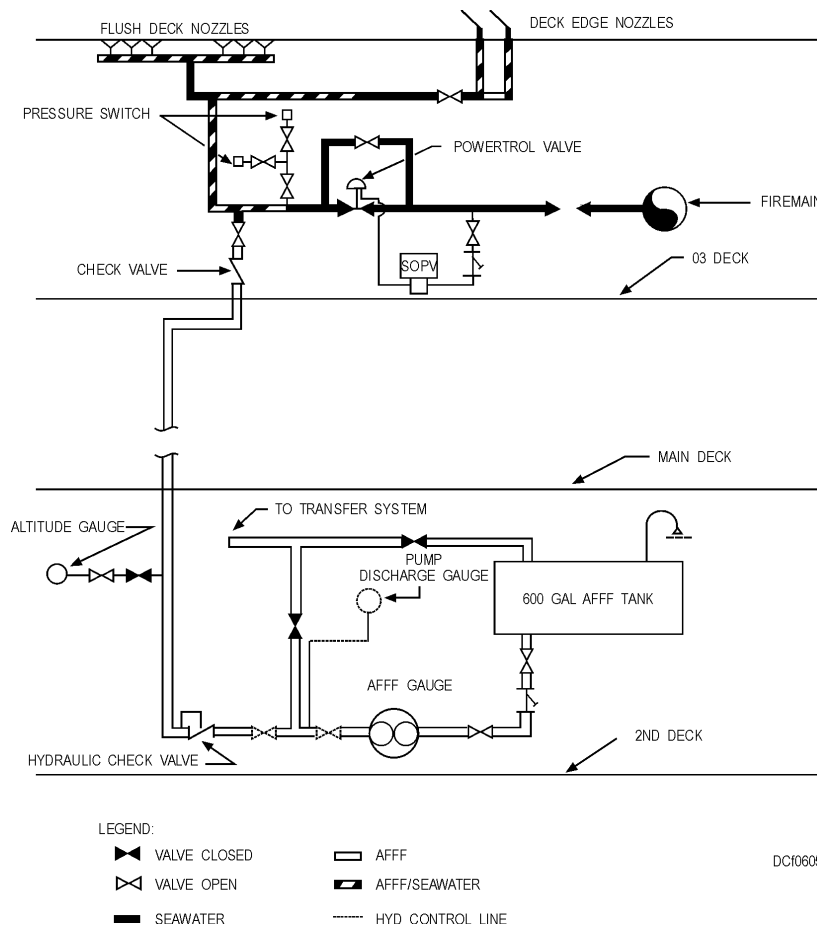 FLUSH DECK NOZZLES
DECK EDGE NOZZLES
PRESSURE SWITCH
POWERTROL VALVE
FIREMAIN
CHECK VALVE
SOPV
03 DECK
MAIN DECK
TO TRANSFER SYSTEM
ALTITUDE GAUGE
PUMP
DISCHARGE GAUGE
600 GAL AFFF TANK
AFFF GAUGE
2ND DECK
HYDRAULIC CHECK VALVE
LEGEND:
VALVE CLOSED
AFFF
DCf0605
VALVE OPEN
AFFF/SEAWATER
SEAWATER
HYD CONTROL LINE